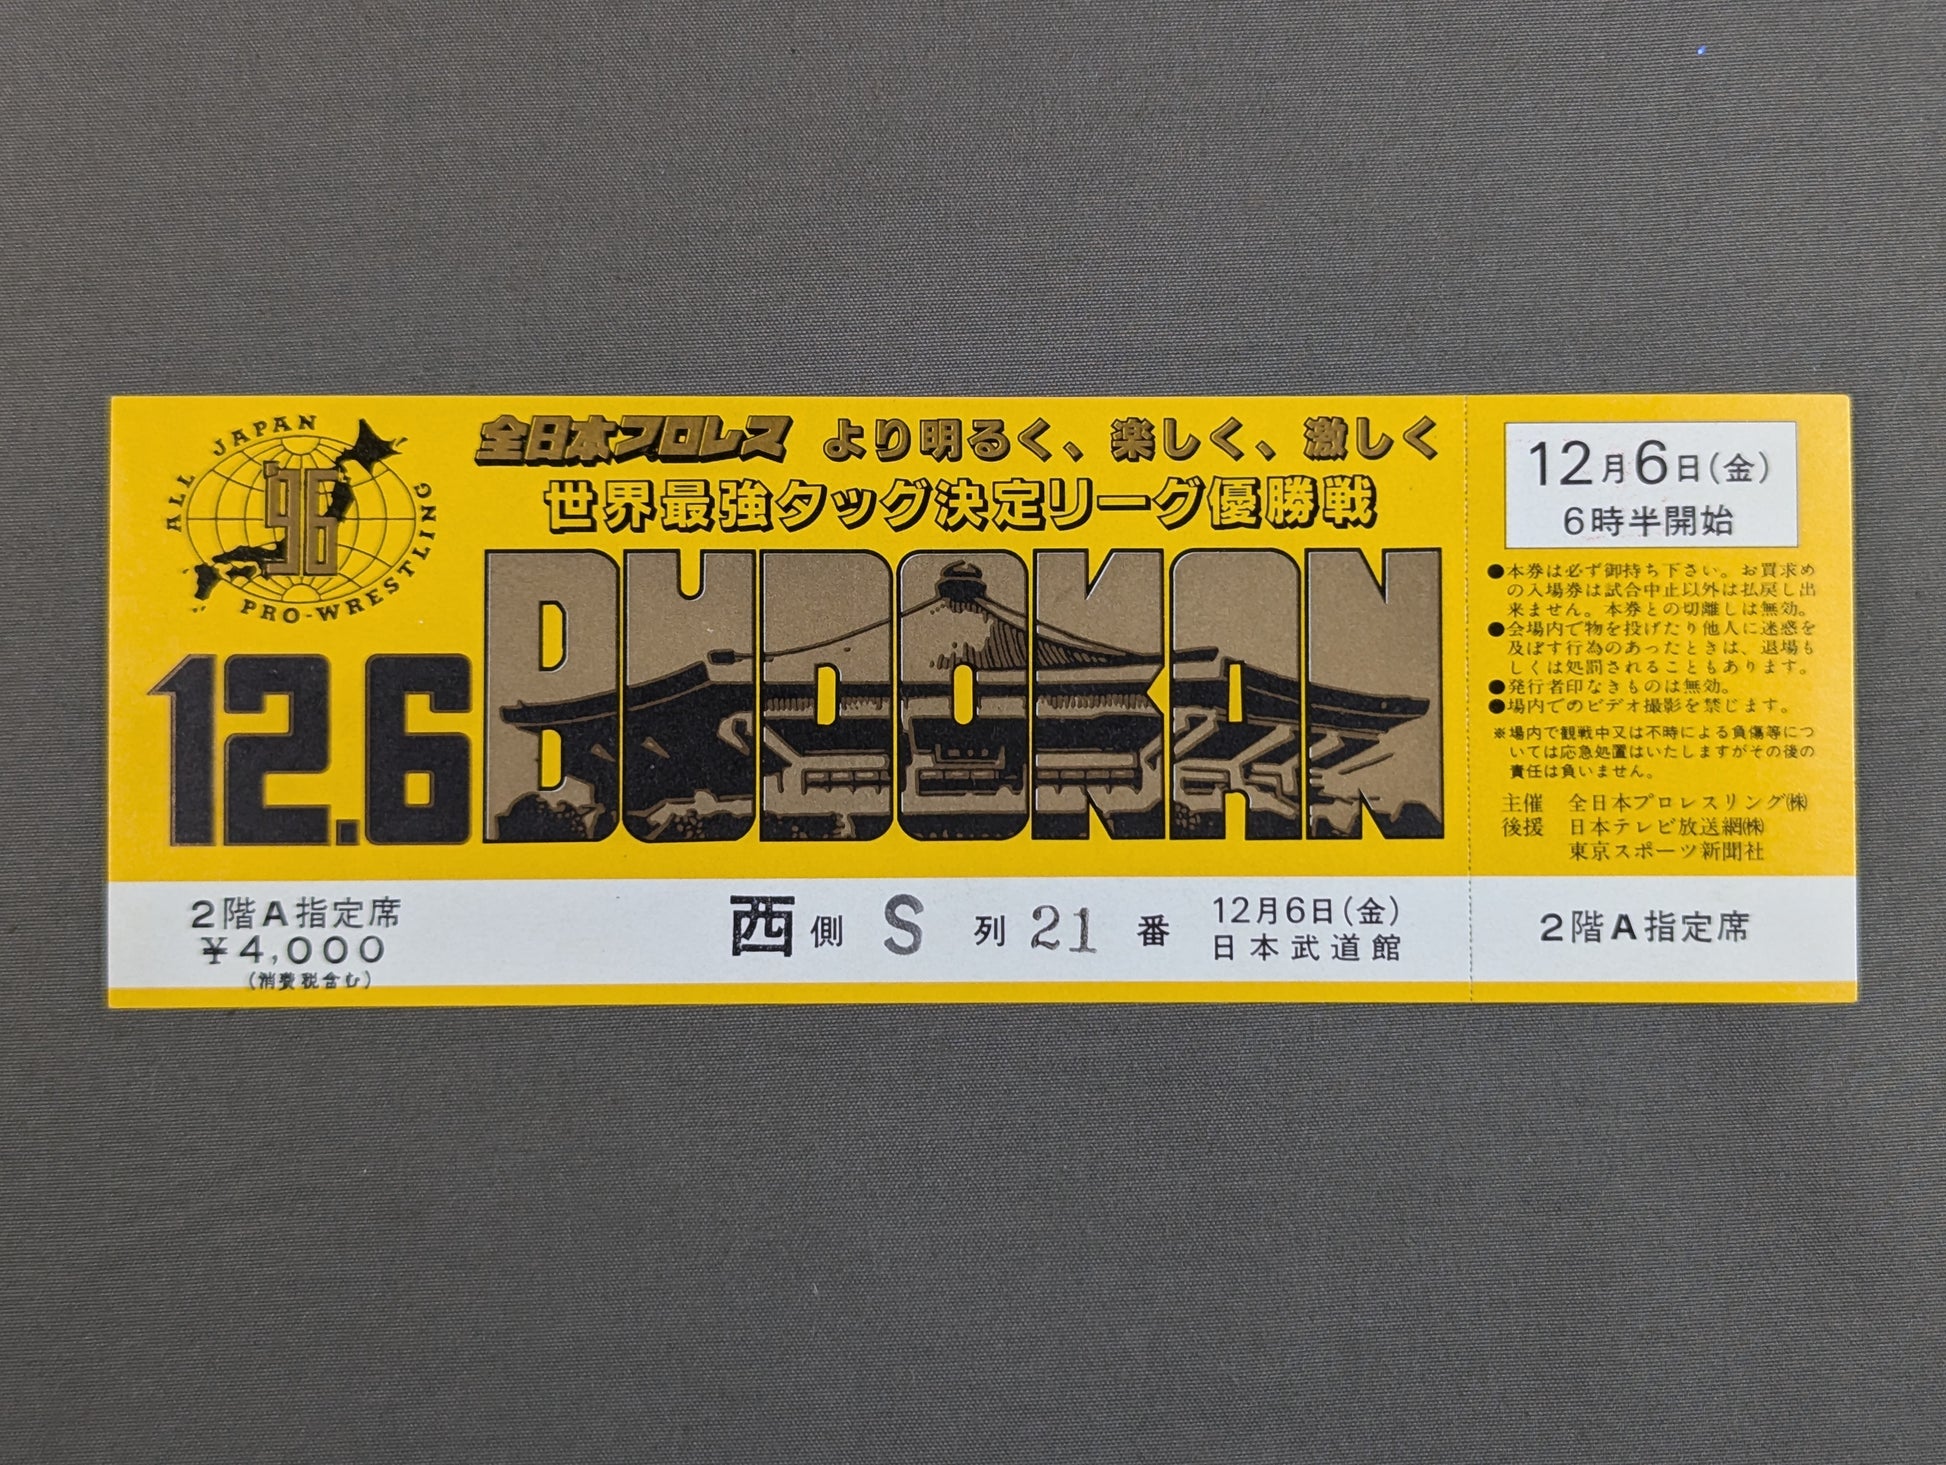 ALL JAPAN
PRO-WRESTLING
'96
全日本プロレス より明るく、楽しく、激しく
世界最強タッグ決定リーグ優勝戦
12.6
BUDOKAN
2階A指定席
¥4,000
(消費税含む)
西側 S 列 21 番
12月6日(金)
日本武道館
12月6日(金)
6時半開始
●本券は必ず御持ち下さい。お買求め
の入場券は試合中止以外は払戻し出
来ません。本券との切離しは無効。
●会場内で物を投げたり他人に迷惑を
及ぼす行為のあったときは、退場も
しくは処罰されることもあります。
●発行者印なきものは無効。
●場内でのビデオ撮影を禁じます。
※場内で観戦中又は不時による負傷等につ
いては応急処置はいたしますがその後の
責任は負いません。
主催 全日本プロレスリング㈱
後援 日本テレビ放送網㈱
東京スポーツ新聞社
2階A指定席